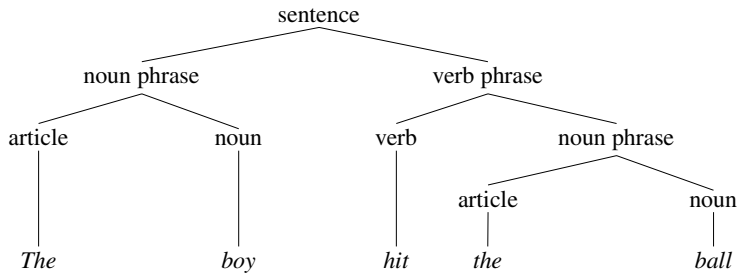 sentence
noun phrase verb phrase
article noun verb noun phrase
article noun
The boy hit the ball